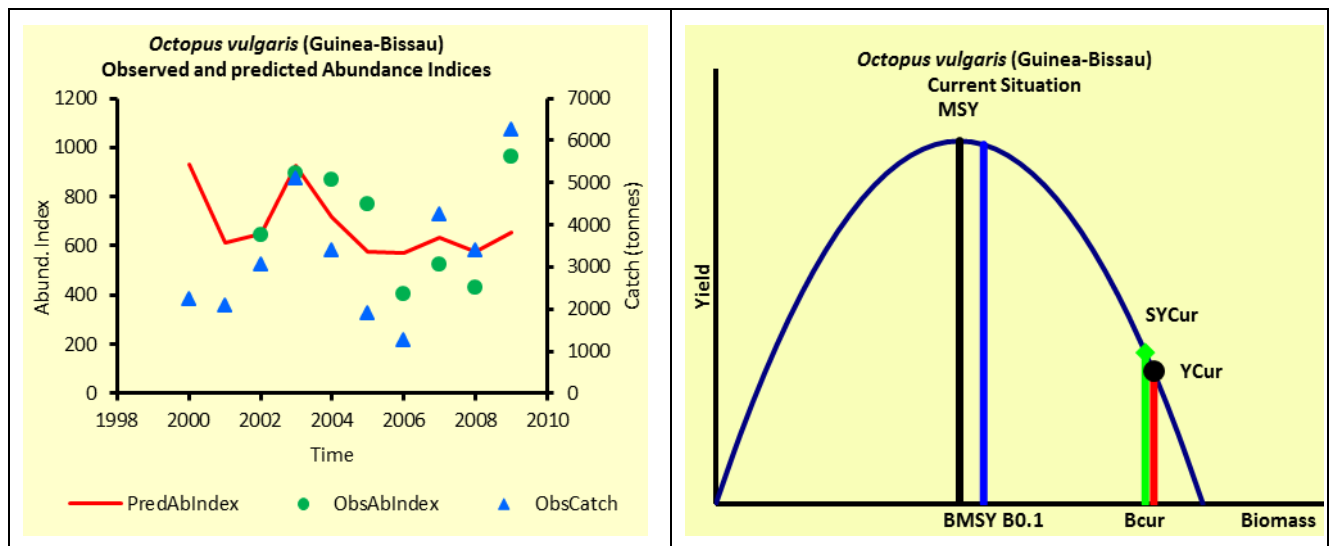 Octopus vulgaris (Guinea-Bissau)
Observed and predicted Abundance Indices
1200
1000
800
600
400
200
0
Abund. Index
7000
6000
5000
4000
3000
2000
1000
0
Catch (tonnes)
1998 2000 2002 2004 2006 2008 2010
Time
PredAbIndex ObsAbIndex ObsCatch
Octopus vulgaris (Guinea-Bissau)
Current Situation
MSY
Yield
SYCur
YCur
BMSY B0.1 Bcur Biomass